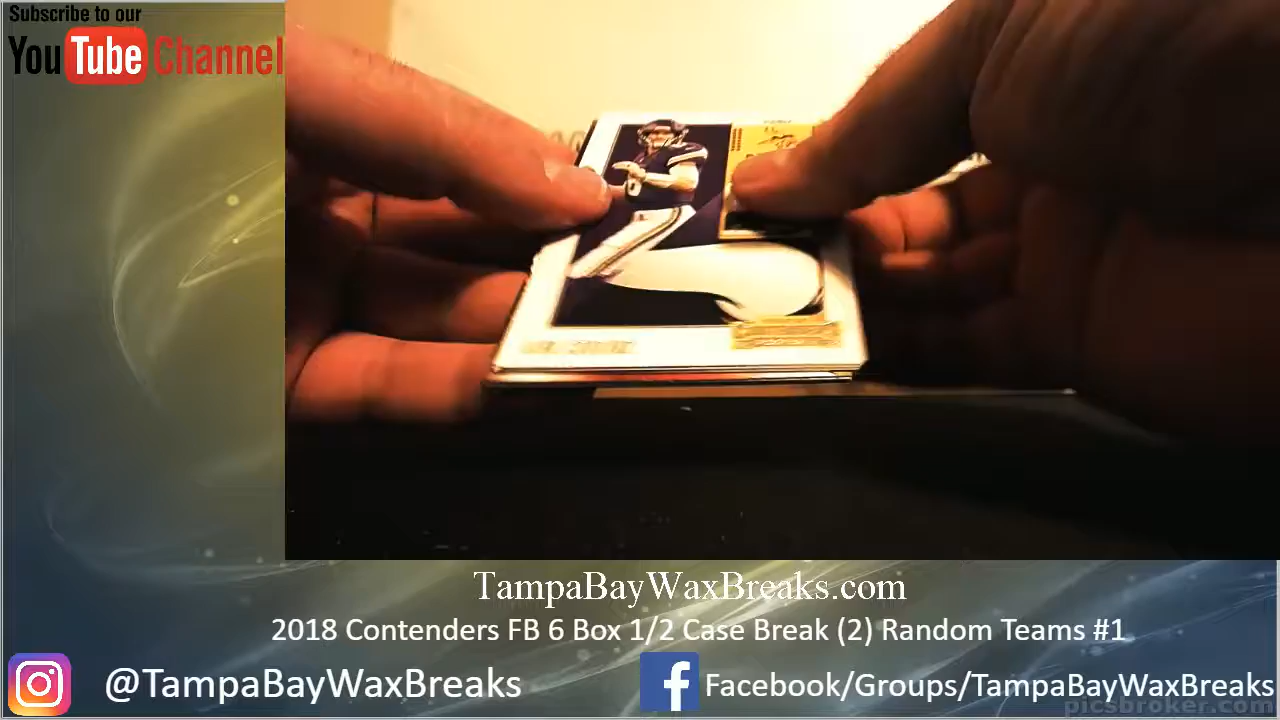 Subscribe to our
YouTube Channel
TampaBayWaxBreaks.com
2018 Contenders FB 6 Box 1/2 Case Break (2) Random Teams #1
@TampaBayWaxBreaks
Facebook/Groups/TampaBayWaxBreaks
picsbroker.com